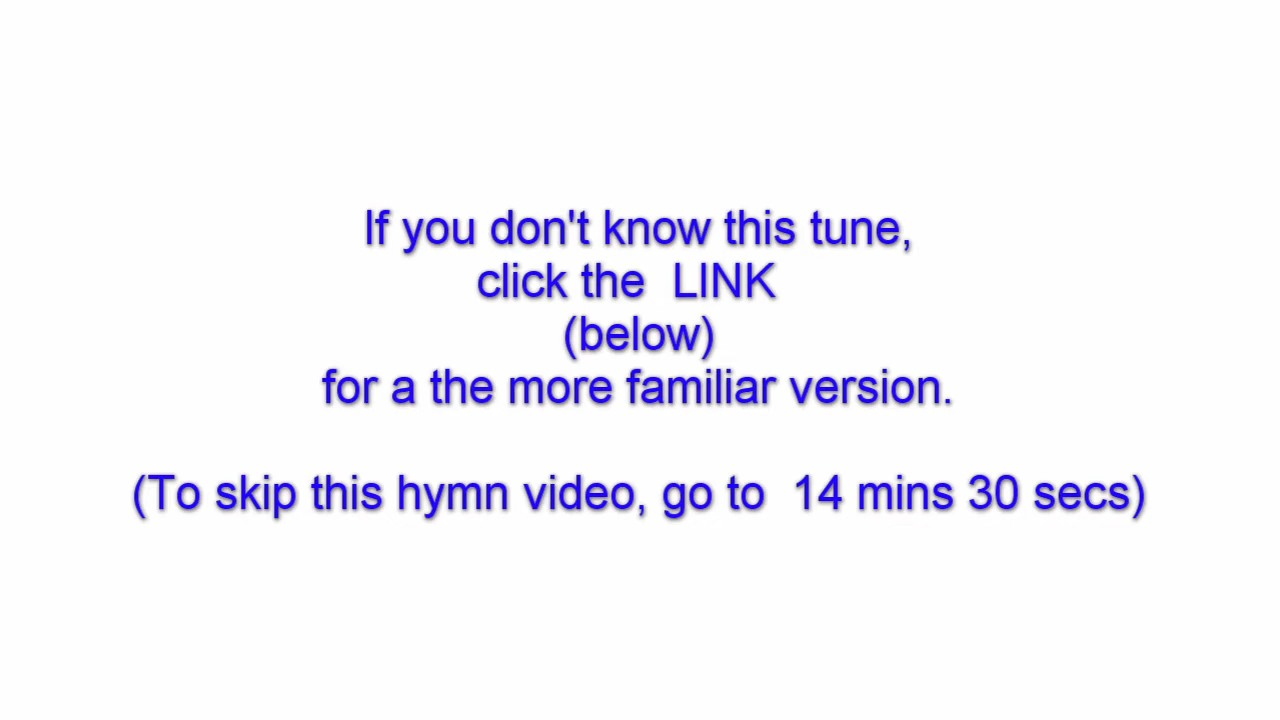 If you don't know this tune,
click the  LINK
(below)
for a the more familiar version.
(To skip this hymn video, go to  14 mins 30 secs)